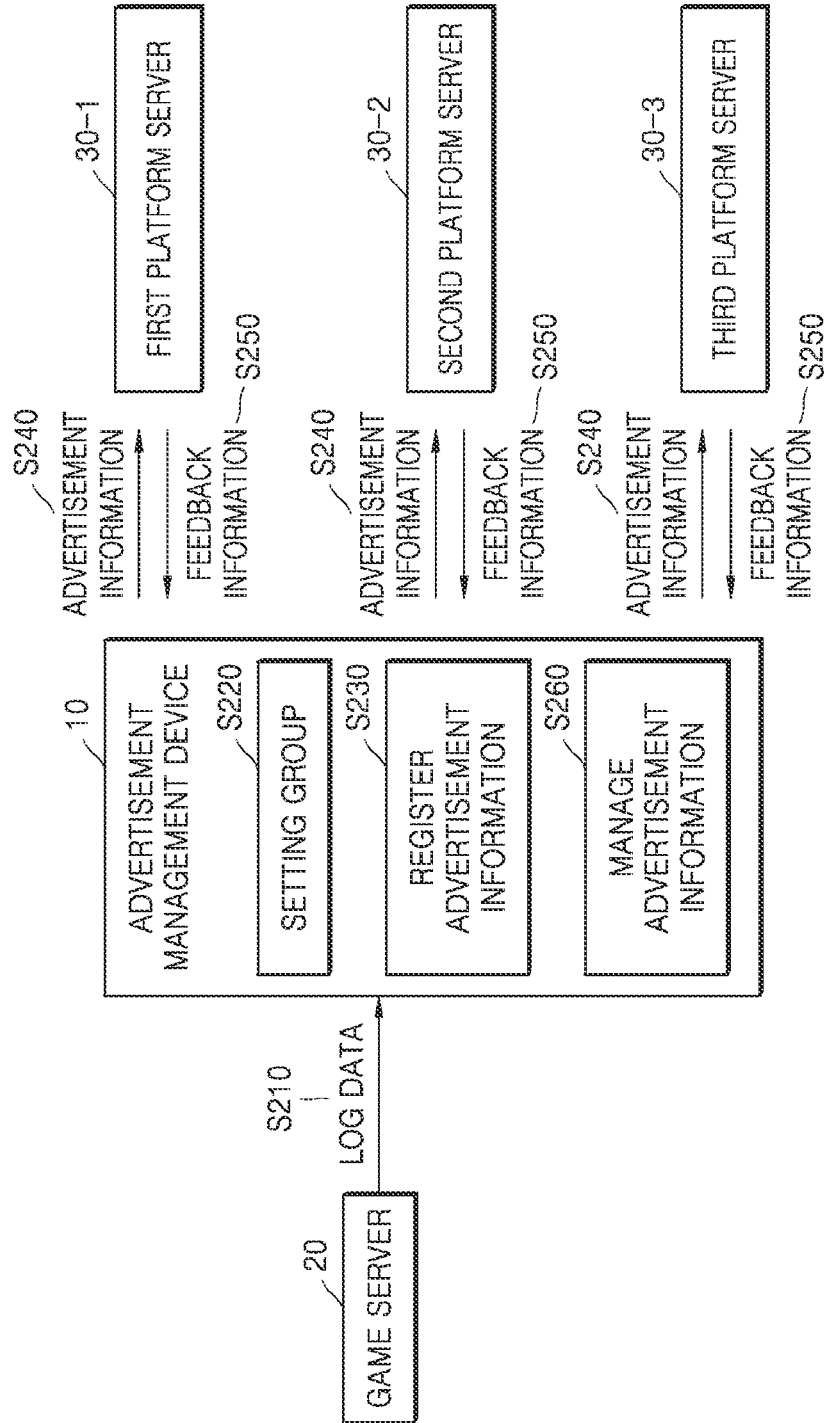 20
GAME SERVER
S210
LOG DATA
10
ADVERTISEMENT
MANAGEMENT DEVICE
S220
SETTING GROUP
S230
REGISTER
ADVERTISEMENT
INFORMATION
S260
MANAGE
ADVERTISEMENT
INFORMATION
S240
ADVERTISEMENT
INFORMATION
FEEDBACK
INFORMATION
S250
30-1
FIRST PLATFORM SERVER
S240
ADVERTISEMENT
INFORMATION
FEEDBACK
INFORMATION
S250
30-2
SECOND PLATFORM SERVER
S240
ADVERTISEMENT
INFORMATION
FEEDBACK
INFORMATION
S250
30-3
THIRD PLATFORM SERVER